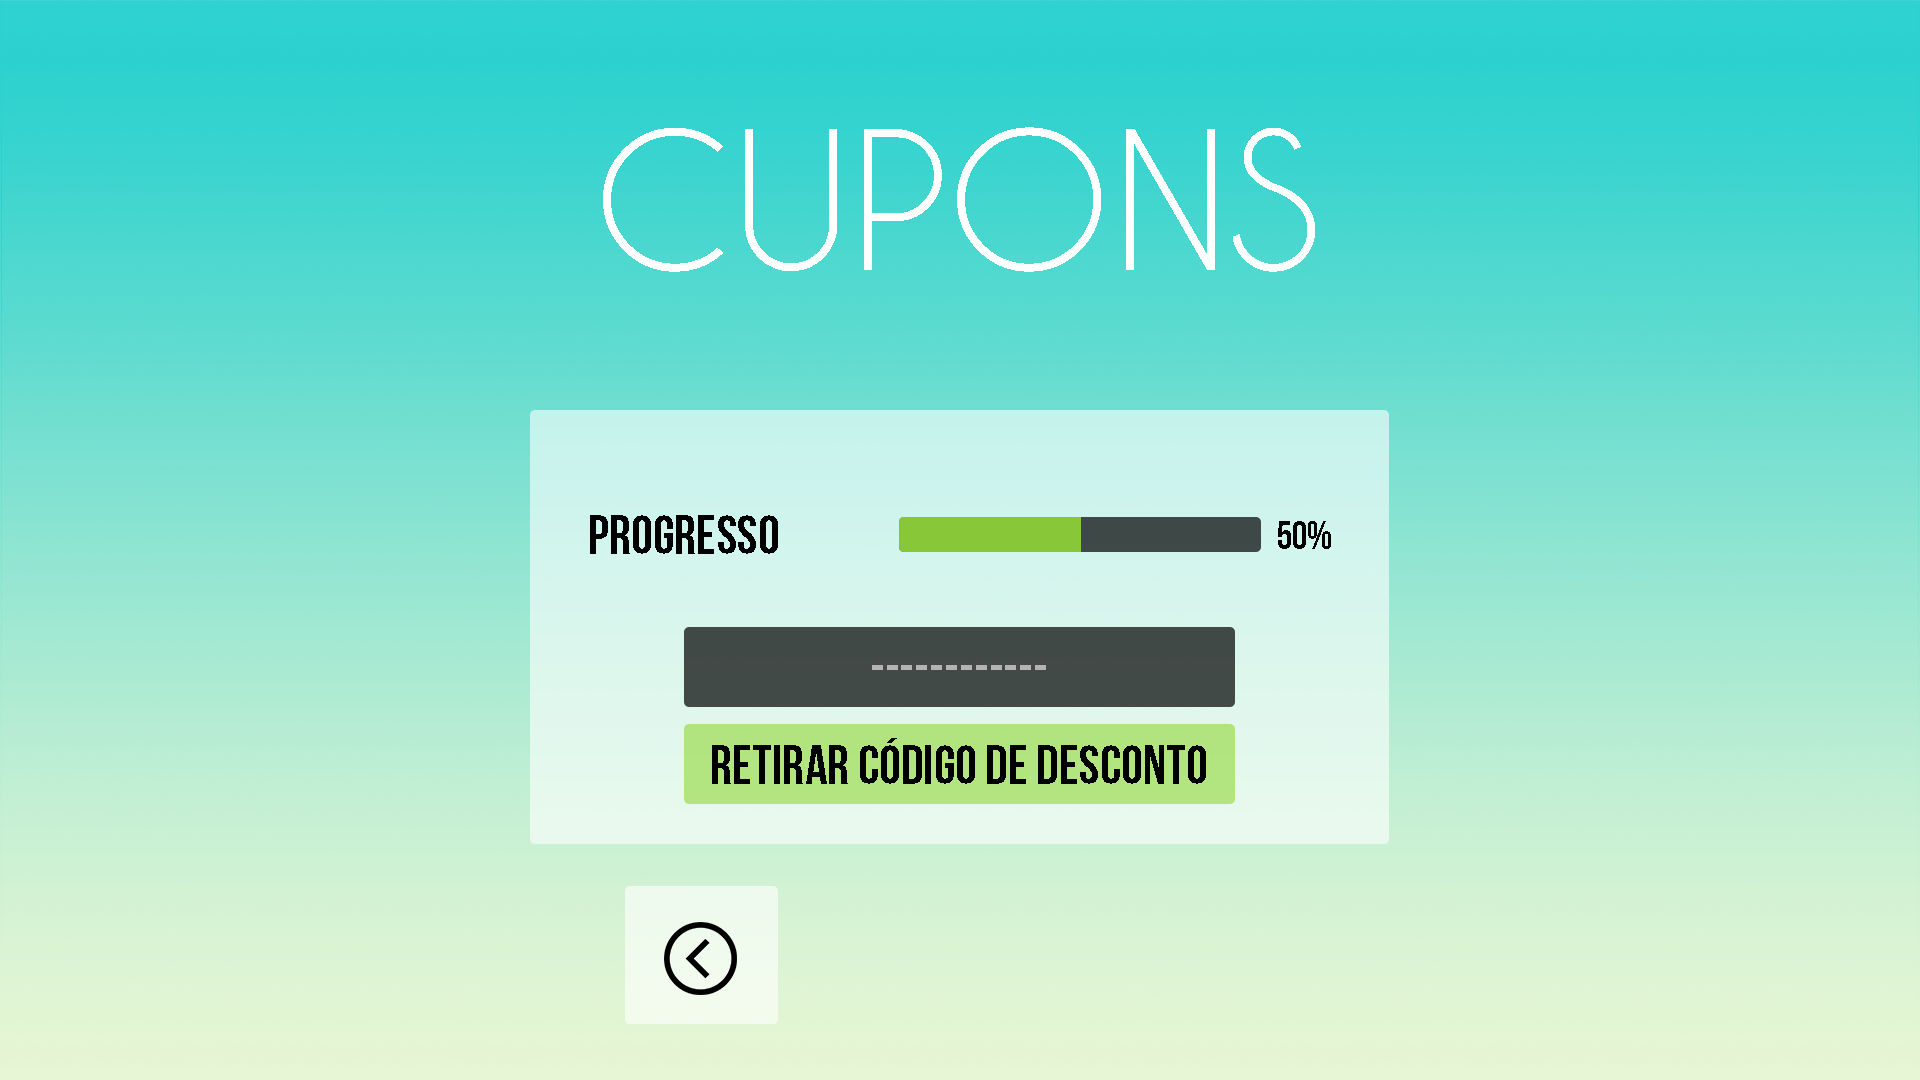 CUPONS
PROGRESSO 50%
------------
RETIRAR CÓDIGO DE DESCONTO